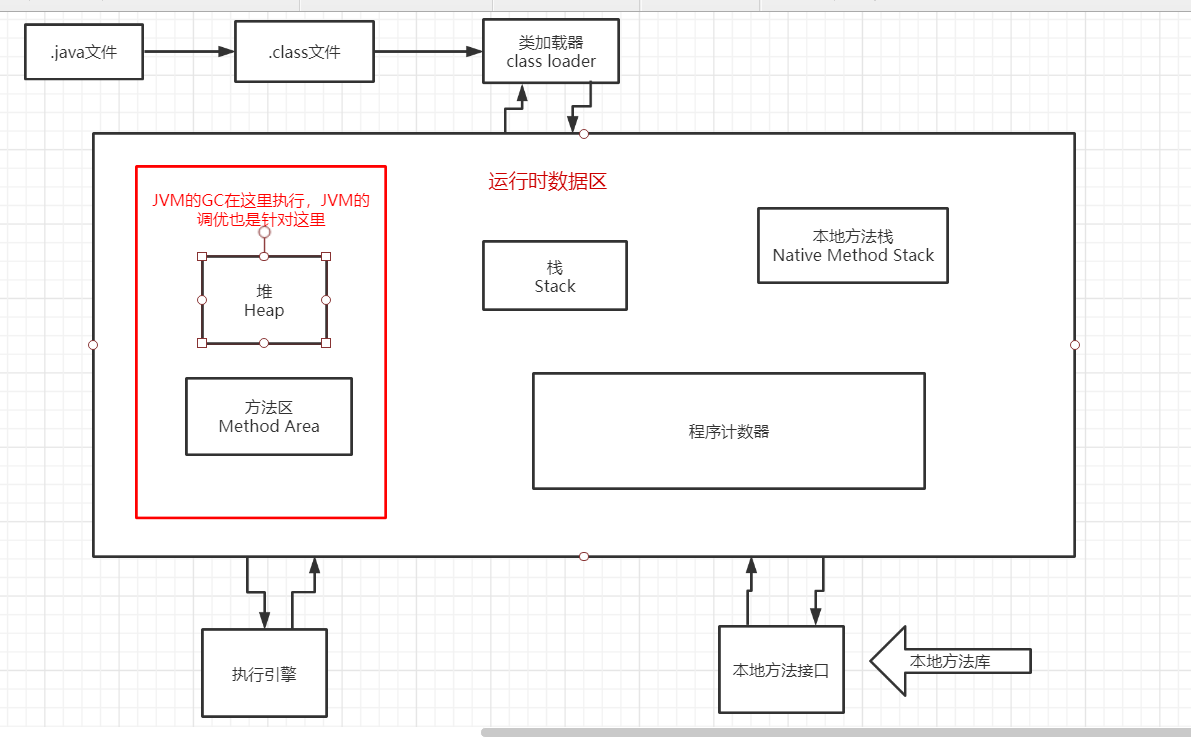 .java文件
.class文件
类加载器
class loader
运行时数据区
JVM的GC在这里执行，JVM的
调优也是针对这里
堆
Heap
方法区
Method Area
栈
Stack
本地方法栈
Native Method Stack
程序计数器
执行引擎
本地方法接口
本地方法库